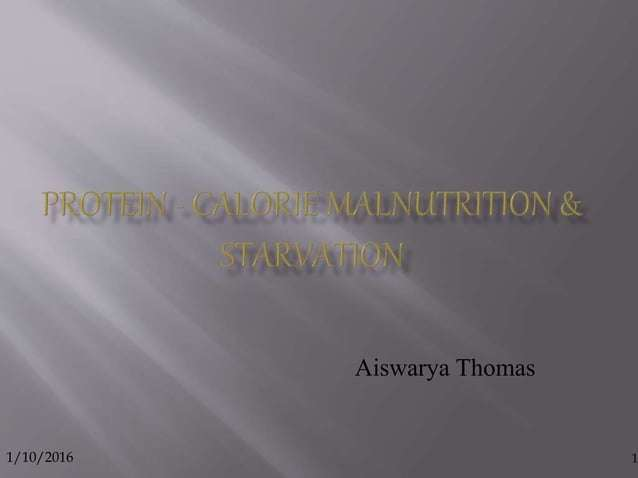 PROTEIN - CALORIE MALNUTRITION &
STARVATION
Aiswarya Thomas
1/10/2016
1